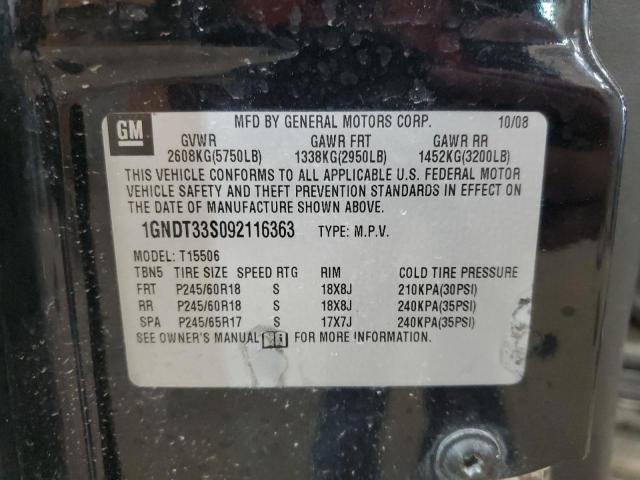 GM
MFD BY GENERAL MOTORS CORP. 10/08
GVWR GAWR FRT GAWR RR
2608KG(5750LB) 1338KG(2950LB) 1452KG(3200LB)
THIS VEHICLE CONFORMS TO ALL APPLICABLE U.S. FEDERAL MOTOR
VEHICLE SAFETY AND THEFT PREVENTION STANDARDS IN EFFECT ON
THE DATE OF MANUFACTURE SHOWN ABOVE.
1GNDT33S092116363 TYPE: M.P.V.
MODEL: T15506
TBN5 TIRE SIZE SPEED RTG RIM COLD TIRE PRESSURE
FRT P245/60R18 S 18X8J 210KPA(30PSI)
RR P245/60R18 S 18X8J 240KPA(35PSI)
SPA P245/65R17 S 17X7J 240KPA(35PSI)
SEE OWNER'S MANUAL FOR MORE INFORMATION.